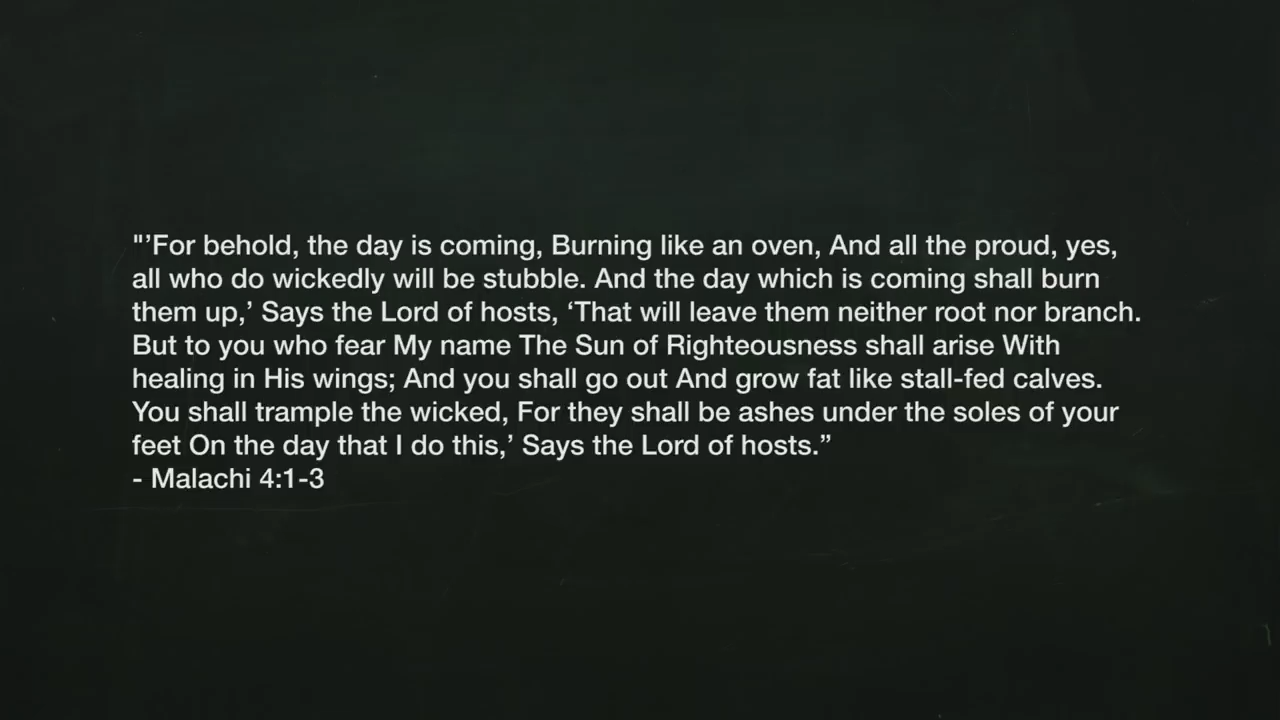 "’For behold, the day is coming, Burning like an oven, And all the proud, yes,
all who do wickedly will be stubble. And the day which is coming shall burn
them up,’ Says the Lord of hosts, ‘That will leave them neither root nor branch.
But to you who fear My name The Sun of Righteousness shall arise With
healing in His wings; And you shall go out And grow fat like stall-fed calves.
You shall trample the wicked, For they shall be ashes under the soles of your
feet On the day that I do this,’ Says the Lord of hosts.”
- Malachi 4:1-3